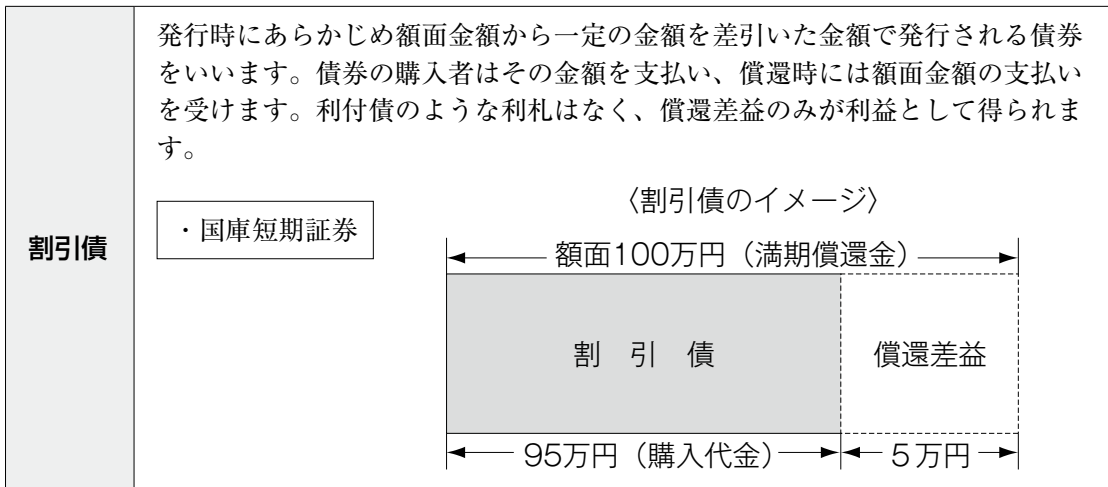 割引債
発行時にあらかじめ額面金額から一定の金額を差引いた金額で発行される債券
をいいます。債券の購入者はその金額を支払い、償還時には額面金額の支払い
を受けます。利付債のような利札はなく、償還差益のみが利益として得られま
す。
・国庫短期証券
〈割引債のイメージ〉
額面100万円（満期償還金）
割 引 債
償還差益
95万円（購入代金）
5万円